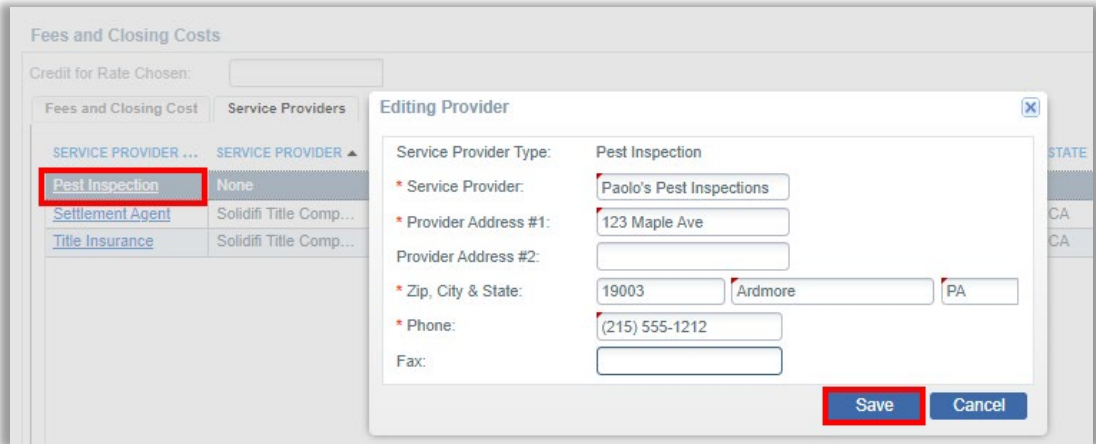 Fees and Closing Costs
Credit for Rate Chosen:
Fees and Closing Cost Service Providers
SERVICE PROVIDER ... SERVICE PROVIDER STATE
Pest Inspection None
Settlement Agent Solidifi Title Comp... CA
Title Insurance Solidifi Title Comp... CA
Editing Provider
Service Provider Type: Pest Inspection
* Service Provider: Paolo's Pest Inspections
* Provider Address #1: 123 Maple Ave
Provider Address #2:
* Zip, City & State: 19003 Ardmore PA
* Phone: (215) 555-1212
Fax:
Save Cancel